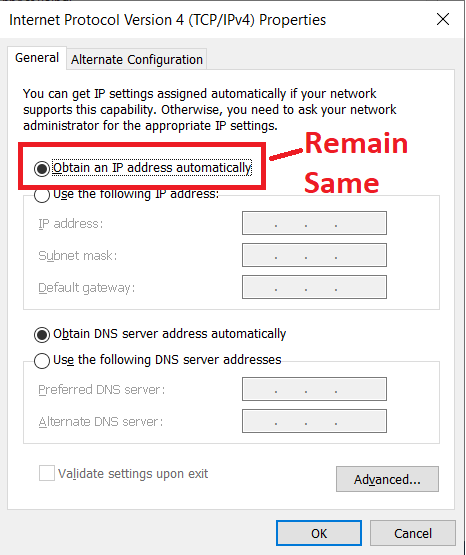 Internet Protocol Version 4 (TCP/IPv4) Properties
General
Alternate Configuration
You can get IP settings assigned automatically if your network
supports this capability. Otherwise, you need to ask your network
administrator for the appropriate IP settings.
Obtain an IP address automatically
Remain
Same
Use the following IP address:
IP address:
Subnet mask:
Default gateway:
Obtain DNS server address automatically
Use the following DNS server addresses
Preferred DNS server:
Alternate DNS server:
Validate settings upon exit
Advanced...
OK
Cancel